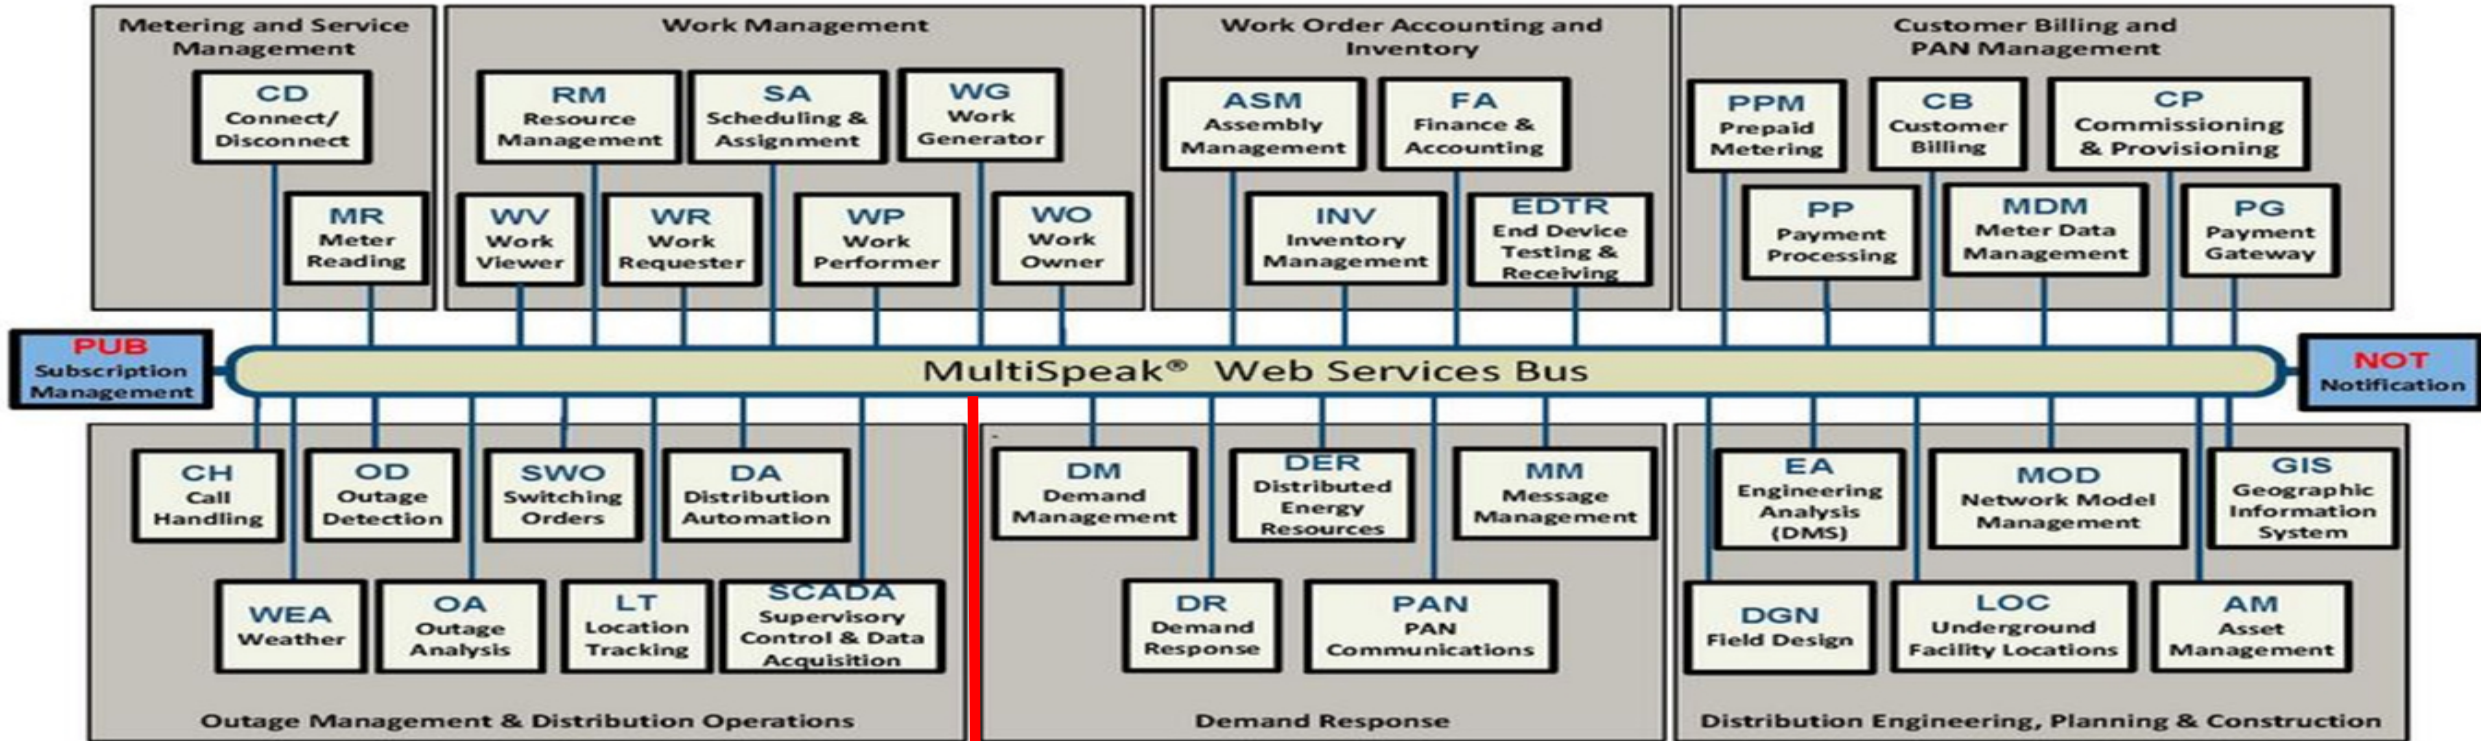 Metering and Service
Management
CD
Connect/
Disconnect
MR
Meter
Reading
Work Management
RM
Resource
Management
SA
Scheduling &
Assignment
WG
Work
Generator
WV
Work
Viewer
WR
Work
Requester
WP
Work
Performer
WO
Work
Owner
Work Order Accounting and
Inventory
ASM
Assembly
Management
FA
Finance &
Accounting
INV
Inventory
Management
EDTR
End Device
Testing &
Receiving
Customer Billing and
PAN Management
PPM
Prepaid
Metering
CB
Customer
Billing
CP
Commissioning
& Provisioning
PP
Payment
Processing
MDM
Meter Data
Management
PG
Payment
Gateway
PUB
Subscription
Management
MultiSpeak® Web Services Bus
NOT
Notification
CH
Call
Handling
OD
Outage
Detection
SWO
Switching
Orders
DA
Distribution
Automation
WEA
Weather
OA
Outage
Analysis
LT
Location
Tracking
SCADA
Supervisory
Control & Data
Acquisition
Outage Management & Distribution Operations
DM
Demand
Management
DER
Distributed
Energy
Resources
MM
Message
Management
DR
Demand
Response
PAN
PAN
Communications
Demand Response
EA
Engineering
Analysis
(DMS)
MOD
Network Model
Management
GIS
Geographic
Information
System
DGN
Field Design
LOC
Underground
Facility Locations
AM
Asset
Management
Distribution Engineering, Planning & Construction